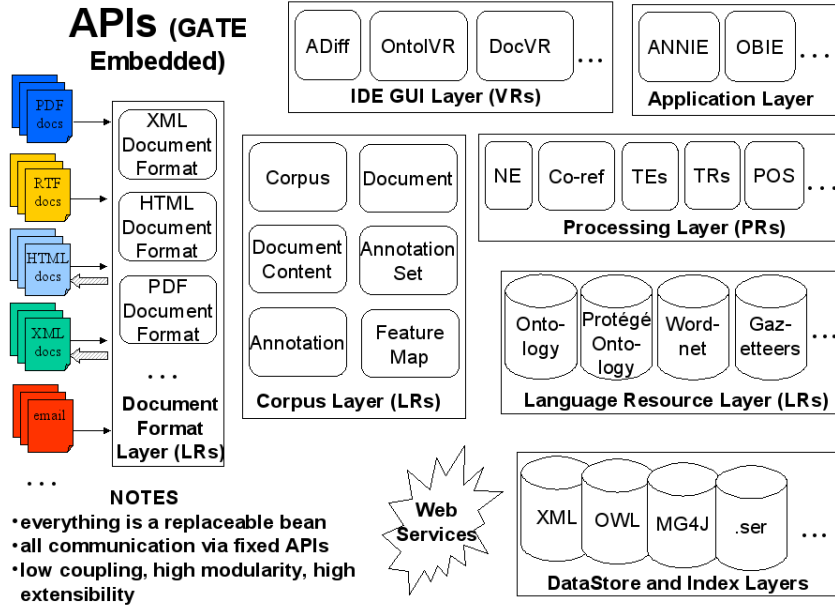 APIs (GATE
Embedded)
PDF
docs
RTF
docs
HTML
docs
XML
docs
email
...
XML
Document
Format
HTML
Document
Format
PDF
Document
Format
...
Document
Format
Layer (LRs)
ADiff
OntolVR
DocVR
...
IDE GUI Layer (VRs)
ANNIE
OBIE
...
Application Layer
Corpus
Document
Document
Content
Annotation
Set
Annotation
Feature
Map
Corpus Layer (LRs)
NE
Co-ref
TEs
TRs
POS
...
Processing Layer (PRs)
Onto-
logy
Protégé
Onto-
logy
Word-
net
Gaz-
etteers
...
Language Resource Layer (LRs)
NOTES
•everything is a replaceable bean
•all communication via fixed APIs
•low coupling, high modularity, high
extensibility
Web
Services
XML
OWL
MG4J
.ser
...
DataStore and Index Layers